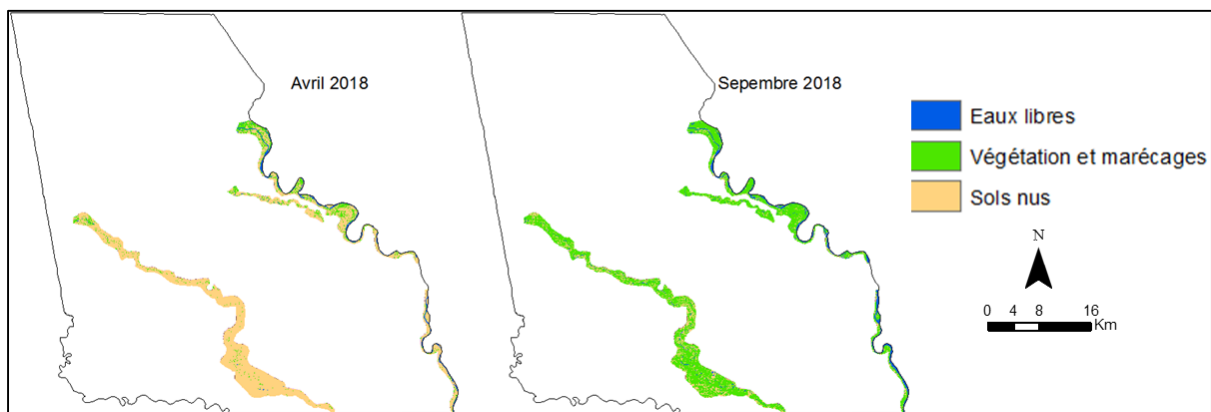 Avril 2018
Sepembre 2018
Eaux libres
Végétation et marécages
Sols nus
N
0 4 8 16
Km